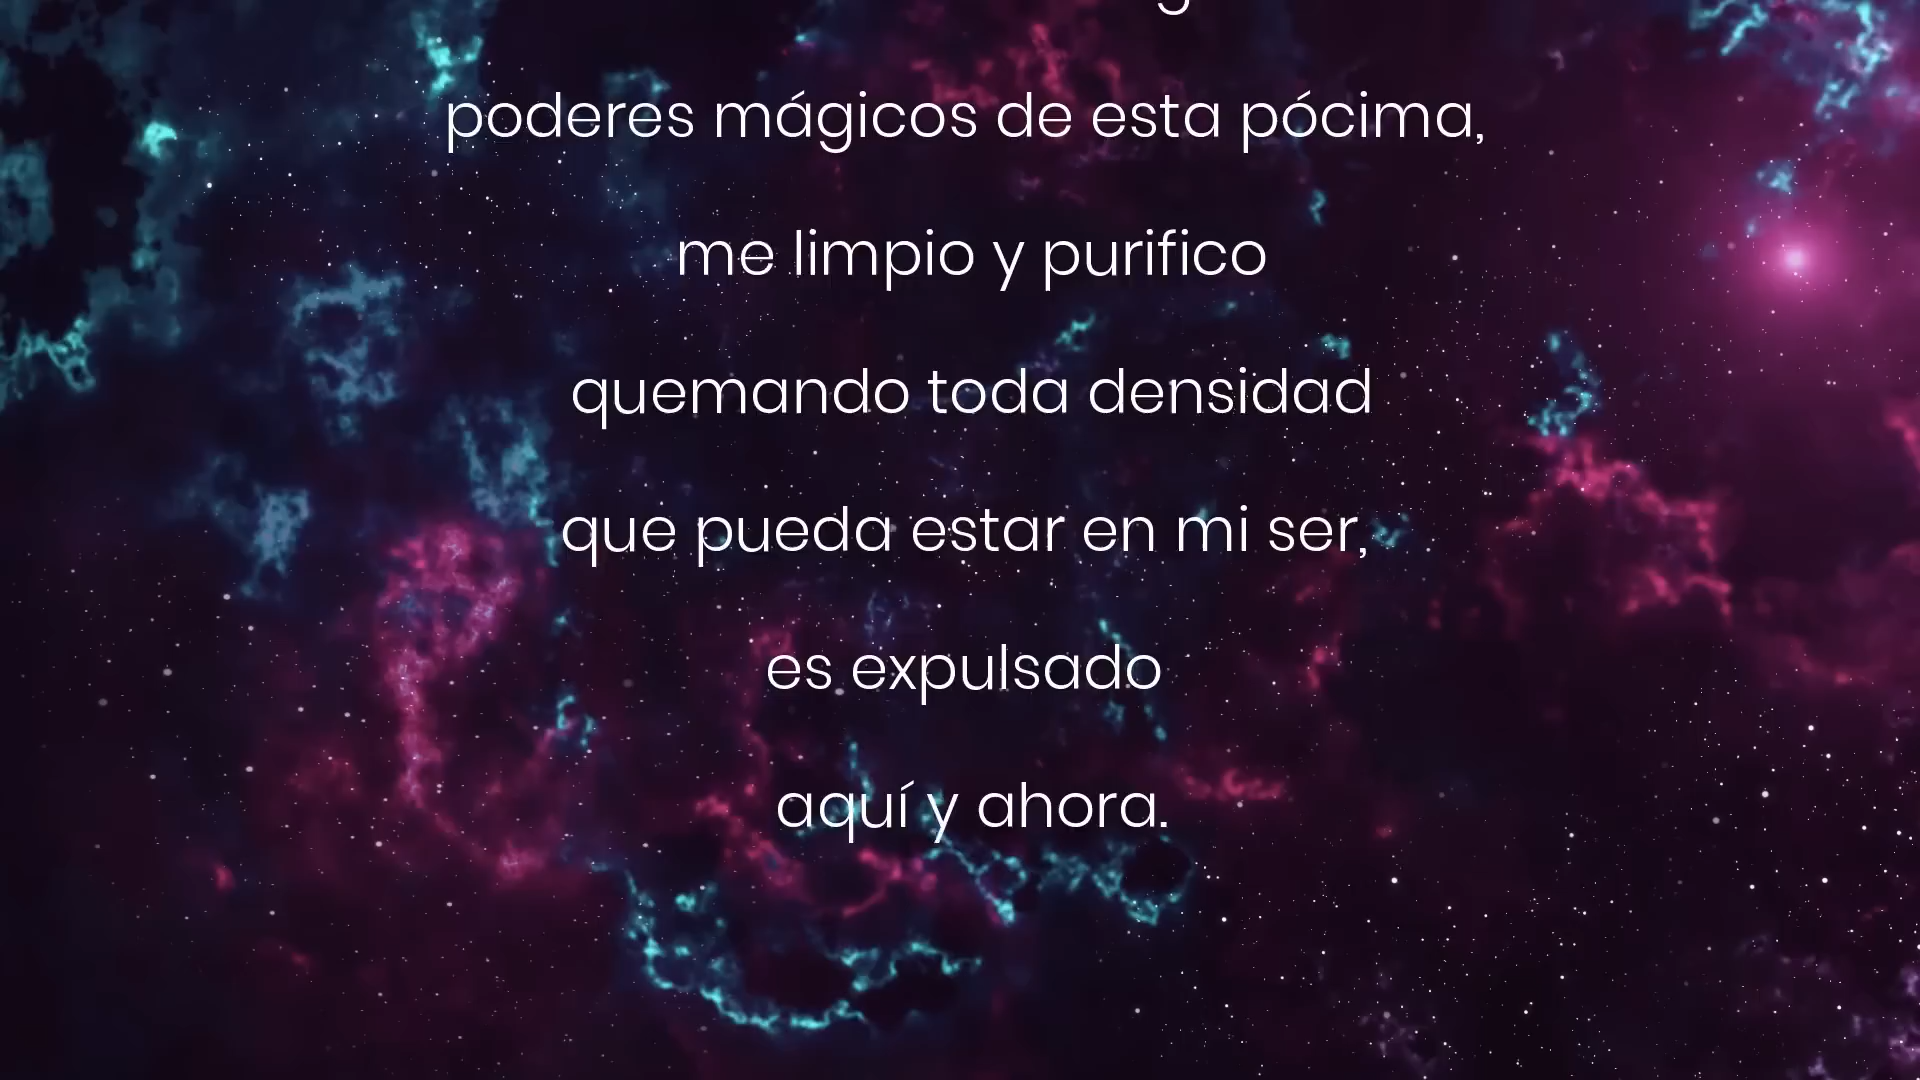 poderes mágicos de esta pócima,
me limpio y purifico
quemando toda densidad
que pueda estar en mi ser,
es expulsado
aquí y ahora.